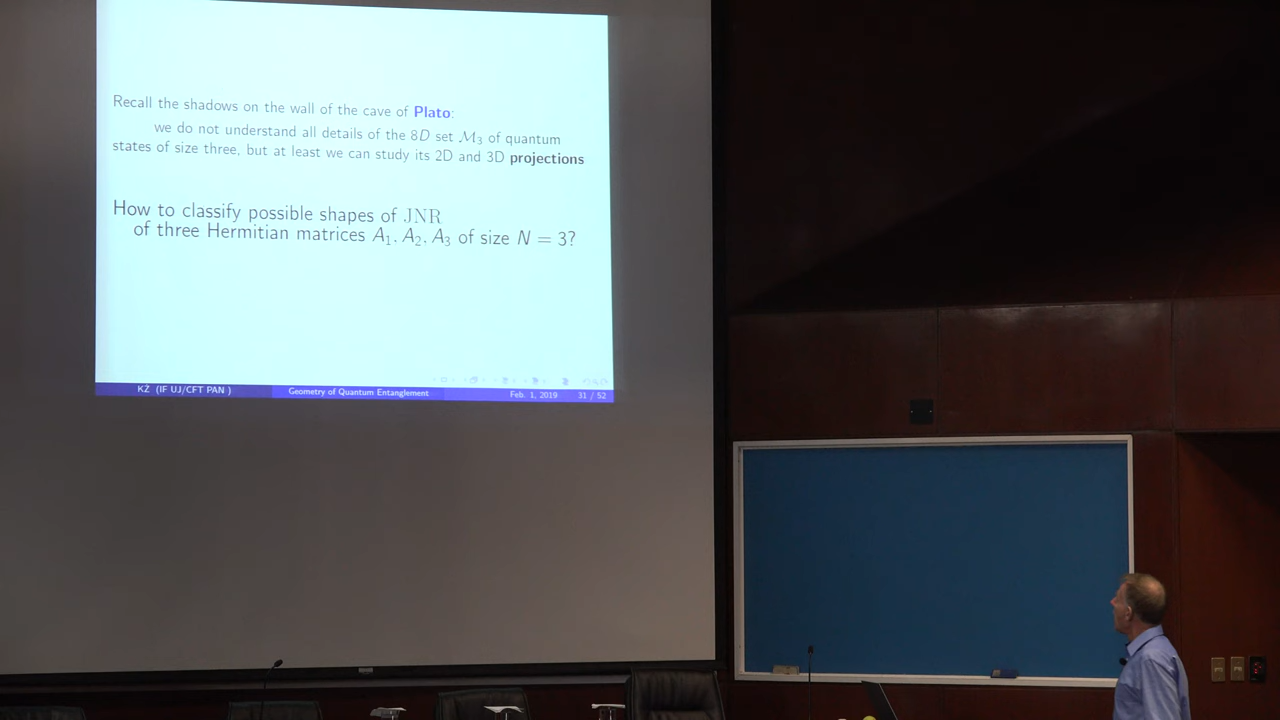 Recall the shadows on the wall of the cave of Plato:
we do not understand all details of the 8D set M₃ of quantum
states of size three, but at least we can study its 2D and 3D projections
How to classify possible shapes of JNR
of three Hermitian matrices A₁, A₂, A₃ of size N = 3?
KŻ (IF UJ/CFT PAN ) Geometry of Quantum Entanglement Feb. 1, 2019 31 / 52